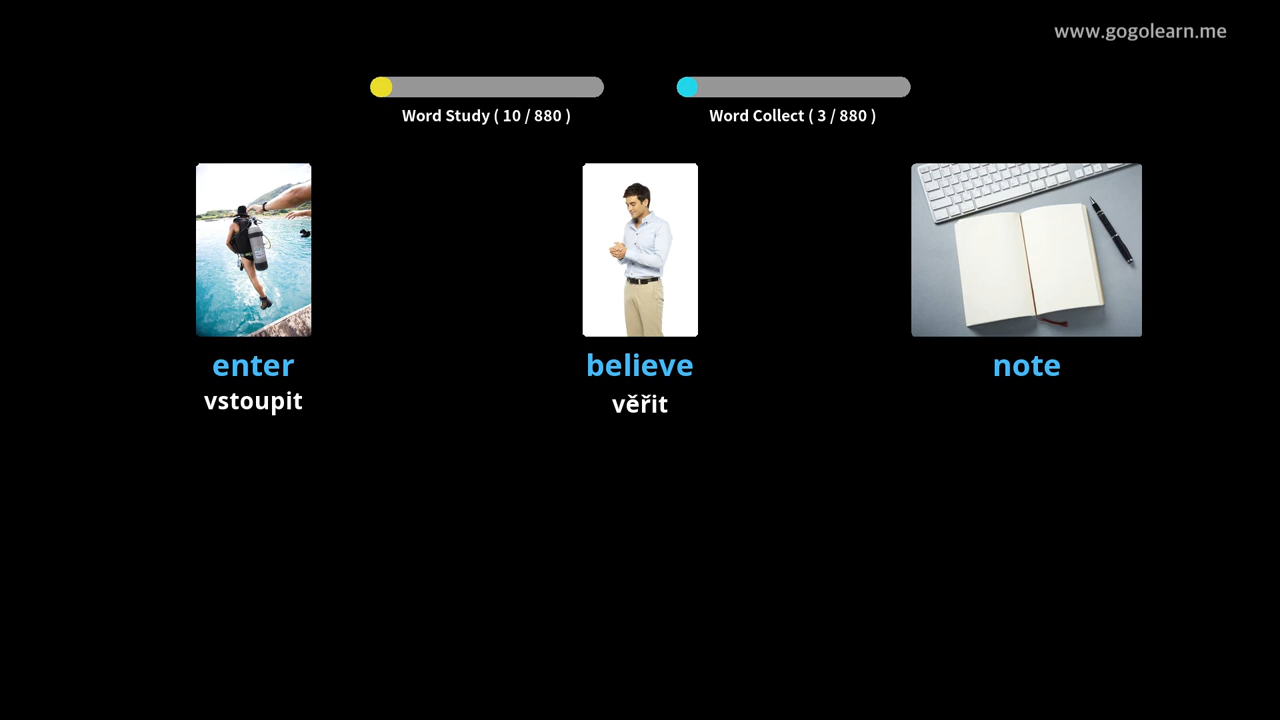 www.gogolearn.me
Word Study ( 10 / 880 )
Word Collect ( 3 / 880 )
enter
vstoupit
believe
věřit
note